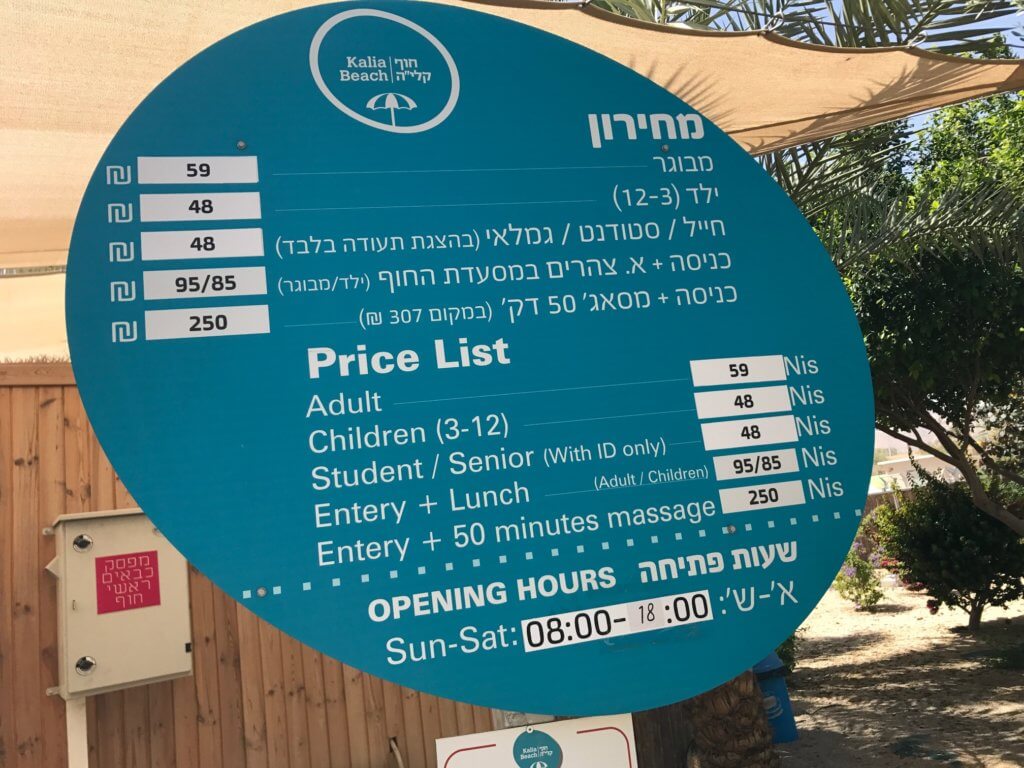 Kalia | חוף
Beach | קלי"ה
מחירון
מבוגר 59 ₪
ילד (12-3) 48 ₪
חייל / סטודנט / גמלאי (בהצגת תעודה בלבד) 48 ₪
כניסה + א. צהרים במסעדת החוף (ילד/מבוגר) 95/85 ₪
כניסה + מסאג' 50 דק' (במקום 307 ₪) 250 ₪
Price List
Adult 59 Nis
Children (3-12) 48 Nis
Student / Senior (With ID only) 48 Nis
Entery + Lunch (Adult / Children) 95/85 Nis
Entery + 50 minutes massage 250 Nis
OPENING HOURS שעות פתיחה
Sun-Sat: 08:00-18:00 א'-ש':
מפסק
כבאים
ראשי
חוף
Kalia | חוף
Beach | קלי"ה